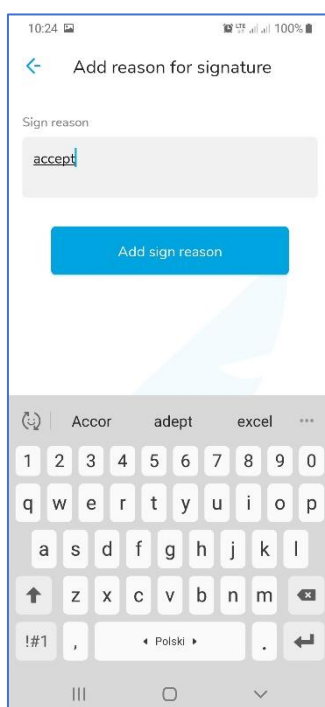 10:24 LTE 100%
Add reason for signature
Sign reason
accept
Add sign reason
Accor adept excel
1 2 3 4 5 6 7 8 9 0
q w e r t y u i o p
a s d f g h j k l
z x c v b n m
!#1 , Polski .